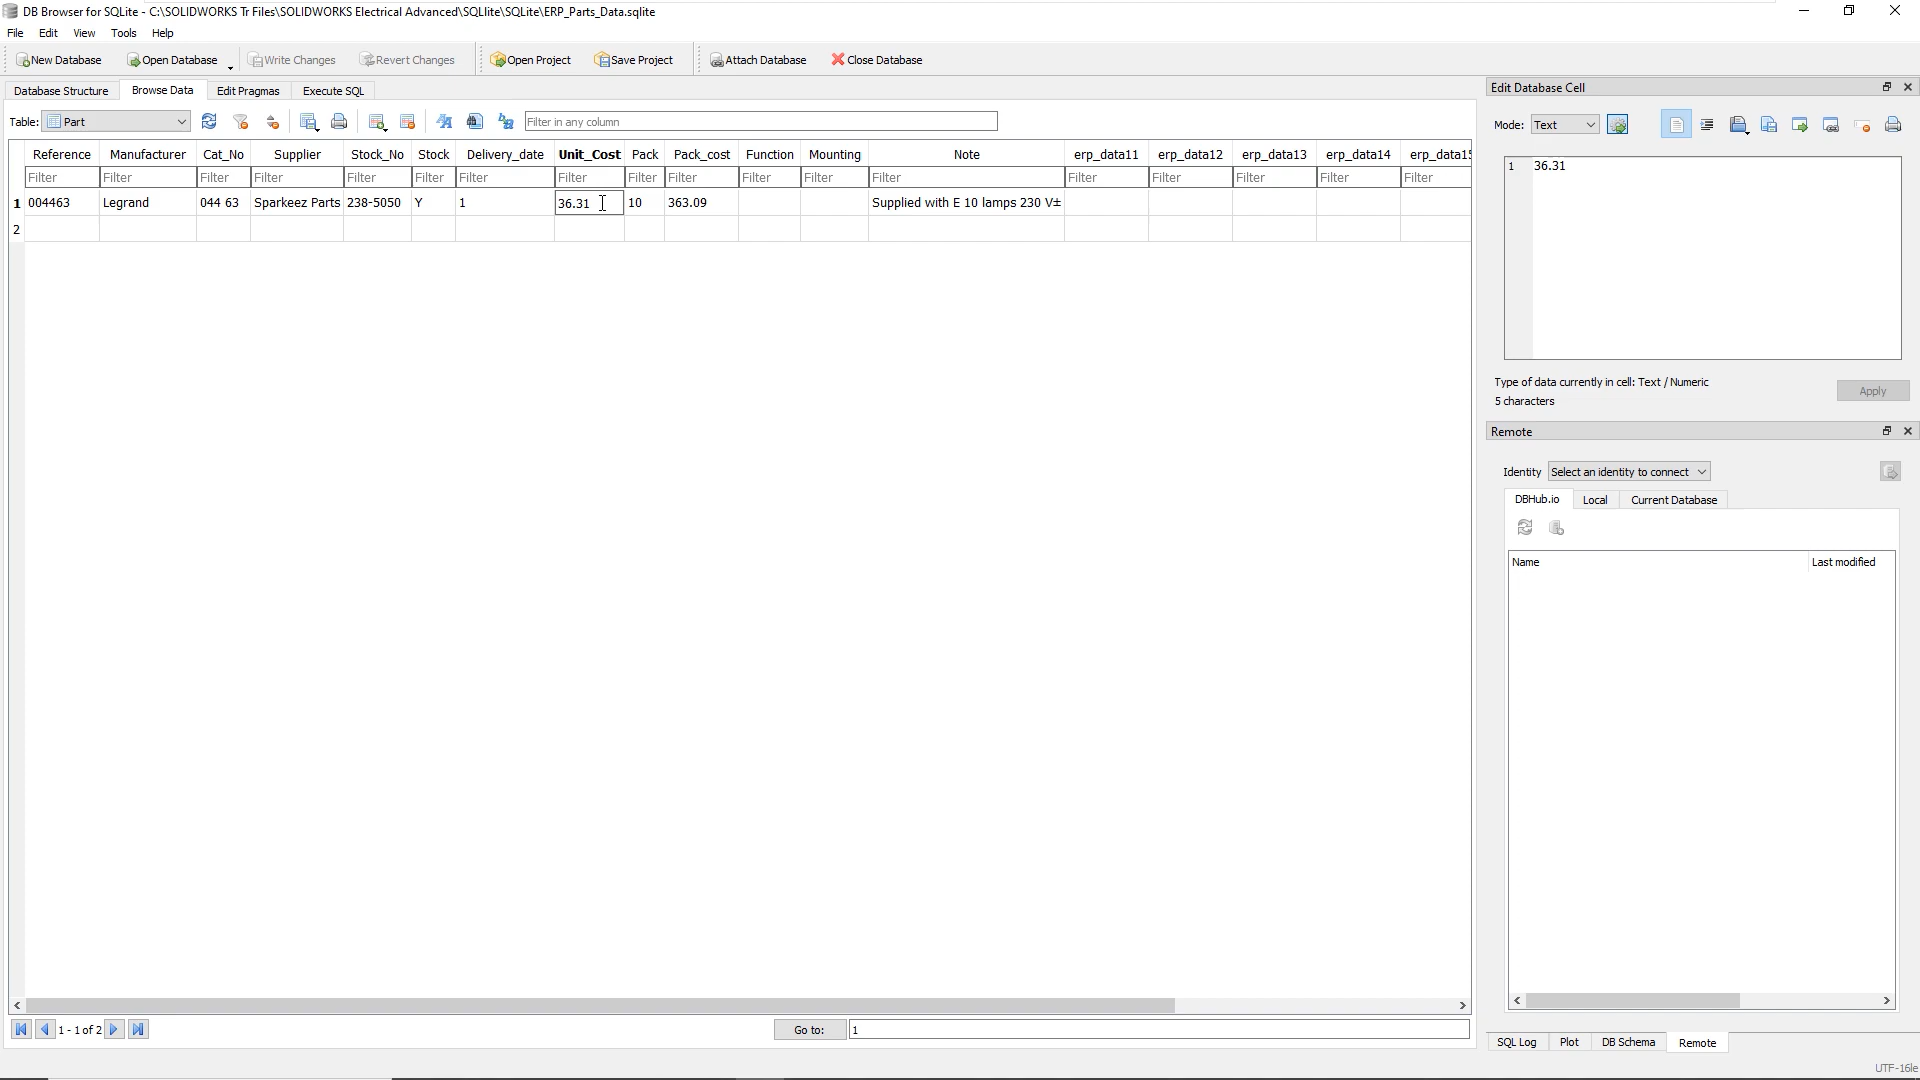 DB Browser for SQLite - C:\SOLIDWORKS Tr Files\SOLIDWORKS Electrical Advanced\SQLlite\SQLite\ERP_Parts_Data.sqlite
File Edit View Tools Help
New Database Open Database Write Changes Revert Changes Open Project Save Project Attach Database Close Database
Database Structure Browse Data Edit Pragmas Execute SQL
Table: Part Filter in any column
Reference Manufacturer Cat_No Supplier Stock_No Stock Delivery_date Unit_Cost Pack Pack_cost Function Mounting Note erp_data11 erp_data12 erp_data13 erp_data14 erp_data15
Filter Filter Filter Filter Filter Filter Filter Filter Filter Filter Filter Filter Filter Filter Filter Filter Filter Filter
1 004463 Legrand 044 63 Sparkeez Parts 238-5050 Y 1 36.31 10 363.09 Supplied with E 10 lamps 230 V±
2
1 - 1 of 2 Go to: 1
Edit Database Cell
Mode: Text
1 36.31
Type of data currently in cell: Text / Numeric
5 characters
Apply
Remote
Identity Select an identity to connect
DBHub.io Local Current Database
Name Last modified
SQL Log Plot DB Schema Remote
UTF-16le